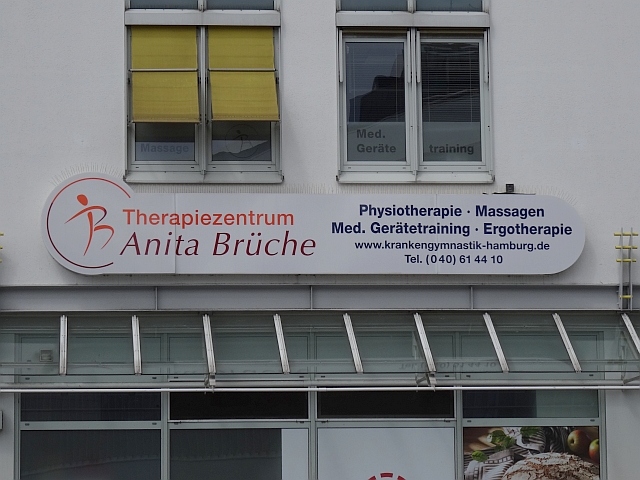 Massage
Med.
Geräte training
Therapiezentrum
Anita Brüche
Physiotherapie · Massagen
Med. Gerätetraining · Ergotherapie
www.krankengymnastik-hamburg.de
Tel. (040) 61 44 10